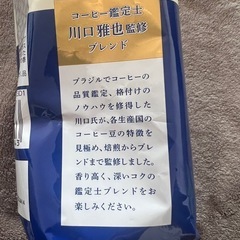 コーヒー鑑定士
川口雅也監修
ブレンド
ブラジルでコーヒーの
品質鑑定、格付けの
ノウハウを修得した
川口氏が、各生産国の
コーヒー豆の特徴を
見極め、焙煎からブレ
ンドまで監修しました。
香り高く、深いコクの
鑑定士ブレンドをお
楽しみください。